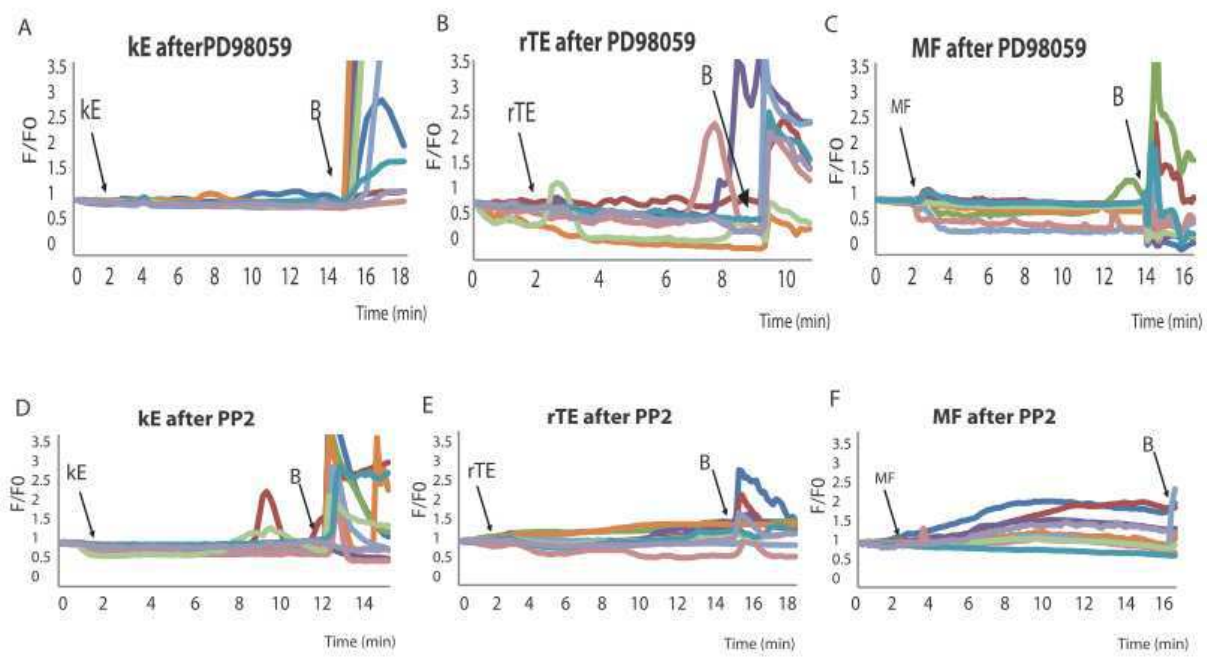 A
kE afterPD98059
3.5
3
2.5
2
1.5
1
0.5
0
F/F0
kE
B
0 2 4 6 8 10 12 14 16 18
Time (min)
B
rTE after PD98059
3.5
3
2.5
2
1.5
1
0.5
0
F/F0
rTE
B
0 2 4 6 8 10
Time (min)
C
MF after PD98059
3.5
3
2.5
2
1.5
1
0.5
0
F/F0
MF
B
0 2 4 6 8 10 12 14 16
Time (min)
D
kE after PP2
3.5
3
2.5
2
1.5
1
0.5
0
F/F0
kE
B
0 2 4 6 8 10 12 14
Time (min)
E
rTE after PP2
3.5
3
2.5
2
1.5
1
0.5
0
F/F0
rTE
B
0 2 4 6 8 10 12 14 16 18
Time (min)
F
MF after PP2
3.5
3
2.5
2
1.5
1
0.5
0
F/F0
MF
B
0 2 4 6 8 10 12 14 16
Time (min)